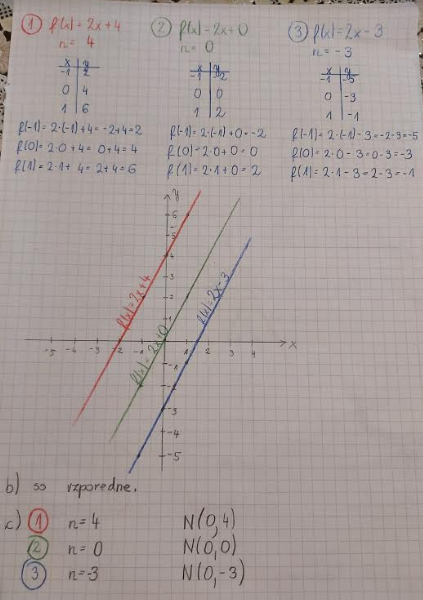 1 f(x) = 2x+4
n = 4
x y
-1 2
0 4
1 6
f(-1) = 2·(-1)+4 = -2+4 = 2
f(0) = 2·0+4 = 0+4 = 4
f(1) = 2·1+4 = 2+4 = 6
2 f(x) = 2x+0
n = 0
x y
-1 -2
0 0
1 2
f(-1) = 2·(-1)+0 = -2
f(0) = 2·0+0 = 0
f(1) = 2·1+0 = 2
3 f(x) = 2x-3
n = -3
x y
-1 -5
0 -3
1 -1
f(-1) = 2·(-1)-3 = -2-3 = -5
f(0) = 2·0-3 = 0-3 = -3
f(1) = 2·1-3 = 2-3 = -1
y
6
5
4
1
-5 -4 -3 -2 -1 1 2 3 4 x
-1
-3
-4
-5
f(x) = 2x+4
f(x) = 2x+0
f(x) = 2x-3
b) so vzporedne.
c) 1 n = 4 N(0,4)
2 n = 0 N(0,0)
3 n = -3 N(0,-3)